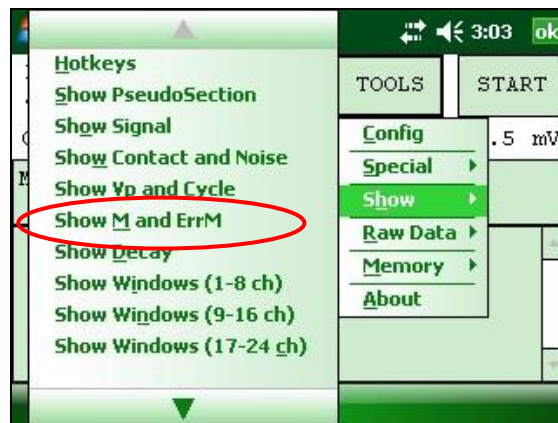 3:03 ok
Hotkeys
Show PseudoSection
Show Signal
Show Contact and Noise
Show Vp and Cycle
Show M and ErrM
Show Decay
Show Windows (1-8 ch)
Show Windows (9-16 ch)
Show Windows (17-24 ch)
TOOLS START
.5 mV
Config
Special
Show
Raw Data
Memory
About